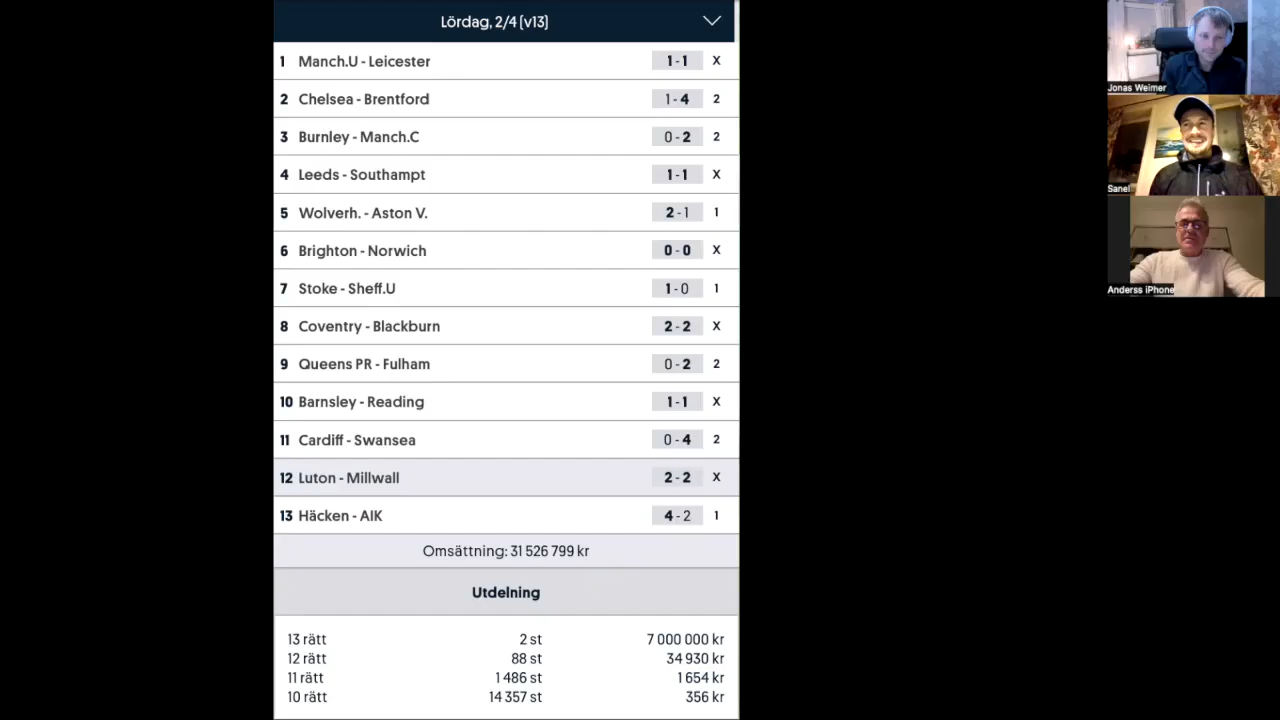 Lördag, 2/4 (v13)
1 Manch.U - Leicester 1 - 1 X
2 Chelsea - Brentford 1 - 4 2
3 Burnley - Manch.C 0 - 2 2
4 Leeds - Southampt 1 - 1 X
5 Wolverh. - Aston V. 2 - 1 1
6 Brighton - Norwich 0 - 0 X
7 Stoke - Sheff.U 1 - 0 1
8 Coventry - Blackburn 2 - 2 X
9 Queens PR - Fulham 0 - 2 2
10 Barnsley - Reading 1 - 1 X
11 Cardiff - Swansea 0 - 4 2
12 Luton - Millwall 2 - 2 X
13 Häcken - AIK 4 - 2 1
Omsättning: 31 526 799 kr
Utdelning
13 rätt 2 st 7 000 000 kr
12 rätt 88 st 34 930 kr
11 rätt 1 486 st 1 654 kr
10 rätt 14 357 st 356 kr
Jonas Weimer
Sanel
Anderss iPhone